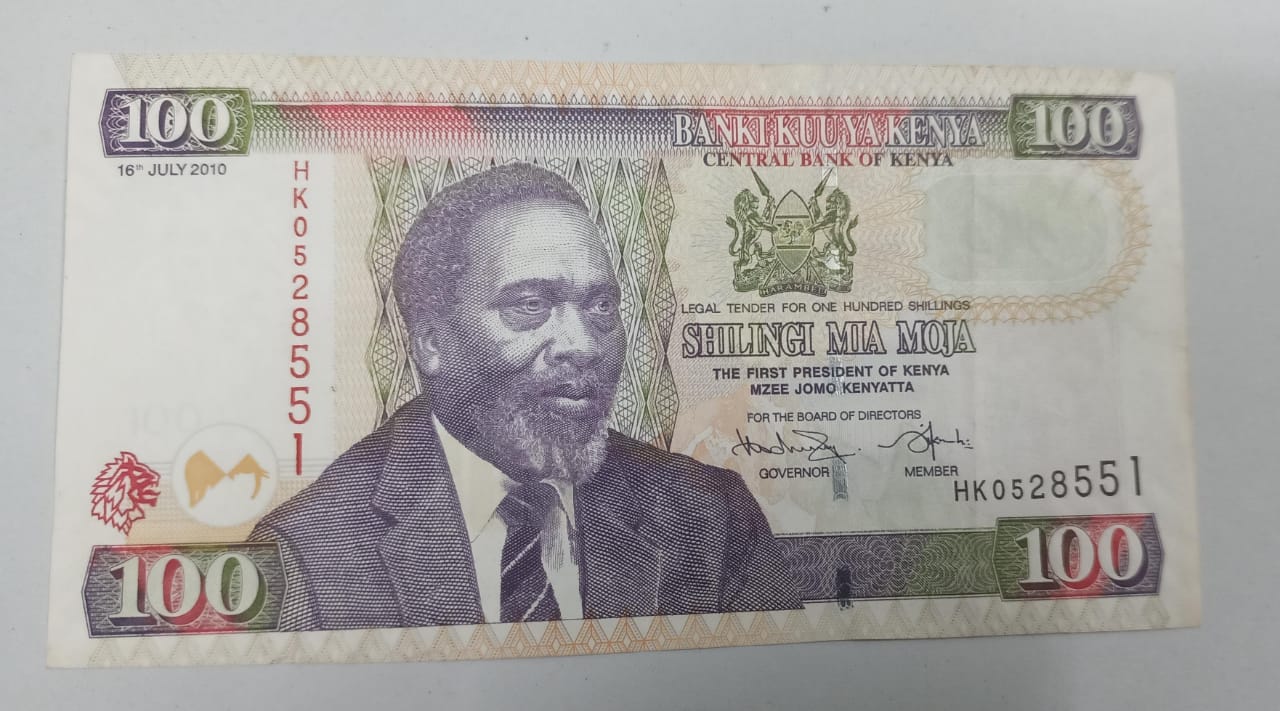 100
BANKI KUU YA KENYA
100
CENTRAL BANK OF KENYA
16th JULY 2010
HK0528551
HARAMBEE
LEGAL TENDER FOR ONE HUNDRED SHILLINGS
SHILINGI MIA MOJA
THE FIRST PRESIDENT OF KENYA
MZEE JOMO KENYATTA
FOR THE BOARD OF DIRECTORS
GOVERNOR
MEMBER
HK0528551
100
100